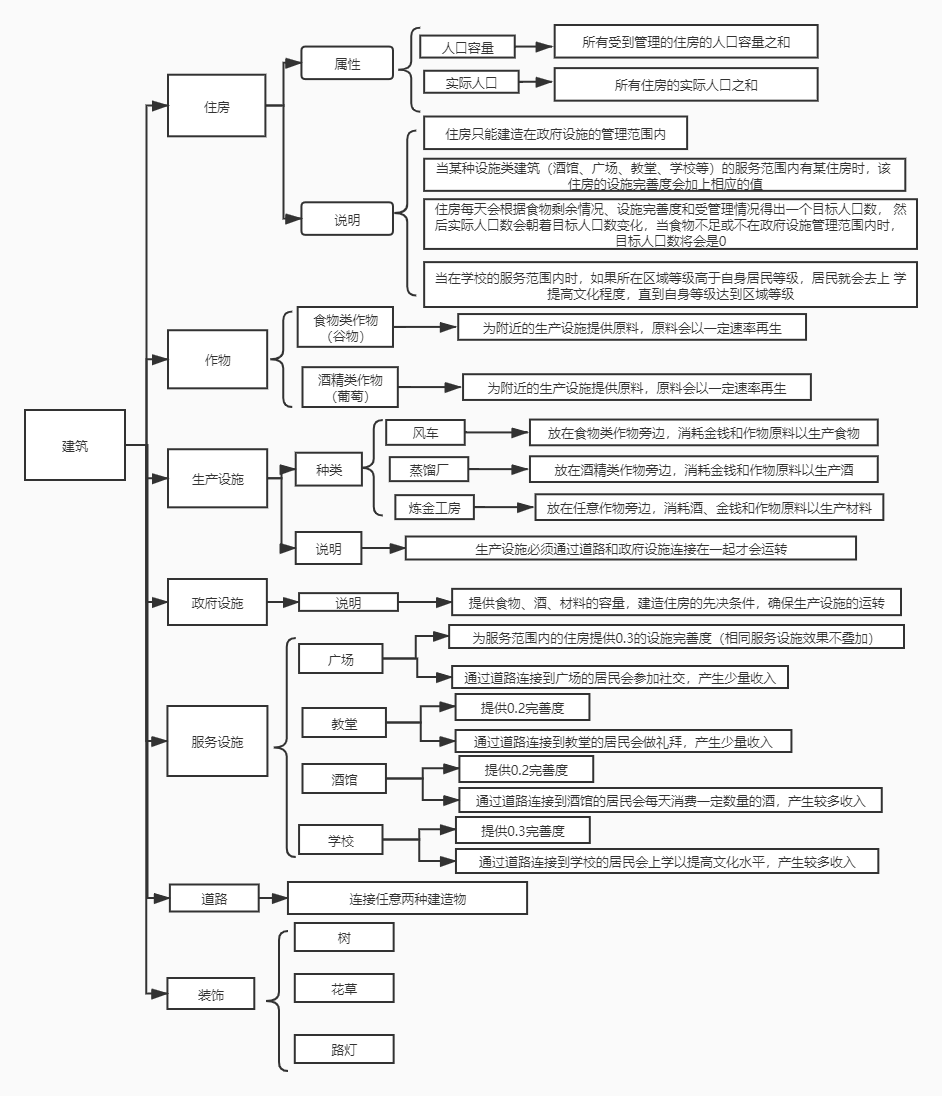 建筑
住房
属性
人口容量
所有受到管理的住房的人口容量之和
实际人口
所有住房的实际人口之和
说明
住房只能建造在政府设施的管理范围内
当某种设施类建筑（酒馆、广场、教堂、学校等）的服务范围内有某住房时，该
住房的设施完善度会加上相应的值
住房每天会根据食物剩余情况、设施完善度和受管理情况得出一个目标人口数， 然
后实际人口数会朝着目标人口数变化，当食物不足或不在政府设施管理范围内时，
目标人口数将会是0
当在学校的服务范围内时，如果所在区域等级高于自身居民等级，居民就会去上 学
提高文化程度，直到自身等级达到区域等级
作物
食物类作物
（谷物）
为附近的生产设施提供原料，原料会以一定速率再生
酒精类作物
（葡萄）
为附近的生产设施提供原料，原料会以一定速率再生
生产设施
种类
风车
放在食物类作物旁边，消耗金钱和作物原料以生产食物
蒸馏厂
放在酒精类作物旁边，消耗金钱和作物原料以生产酒
炼金工房
放在任意作物旁边，消耗酒、金钱和作物原料以生产材料
说明
生产设施必须通过道路和政府设施连接在一起才会运转
政府设施
说明
提供食物、酒、材料的容量，建造住房的先决条件，确保生产设施的运转
服务设施
广场
为服务范围内的住房提供0.3的设施完善度（相同服务设施效果不叠加）
通过道路连接到广场的居民会参加社交，产生少量收入
教堂
提供0.2完善度
通过道路连接到教堂的居民会做礼拜，产生少量收入
酒馆
提供0.2完善度
通过道路连接到酒馆的居民会每天消费一定数量的酒，产生较多收入
学校
提供0.3完善度
通过道路连接到学校的居民会上学以提高文化水平，产生较多收入
道路
连接任意两种建造物
装饰
树
花草
路灯